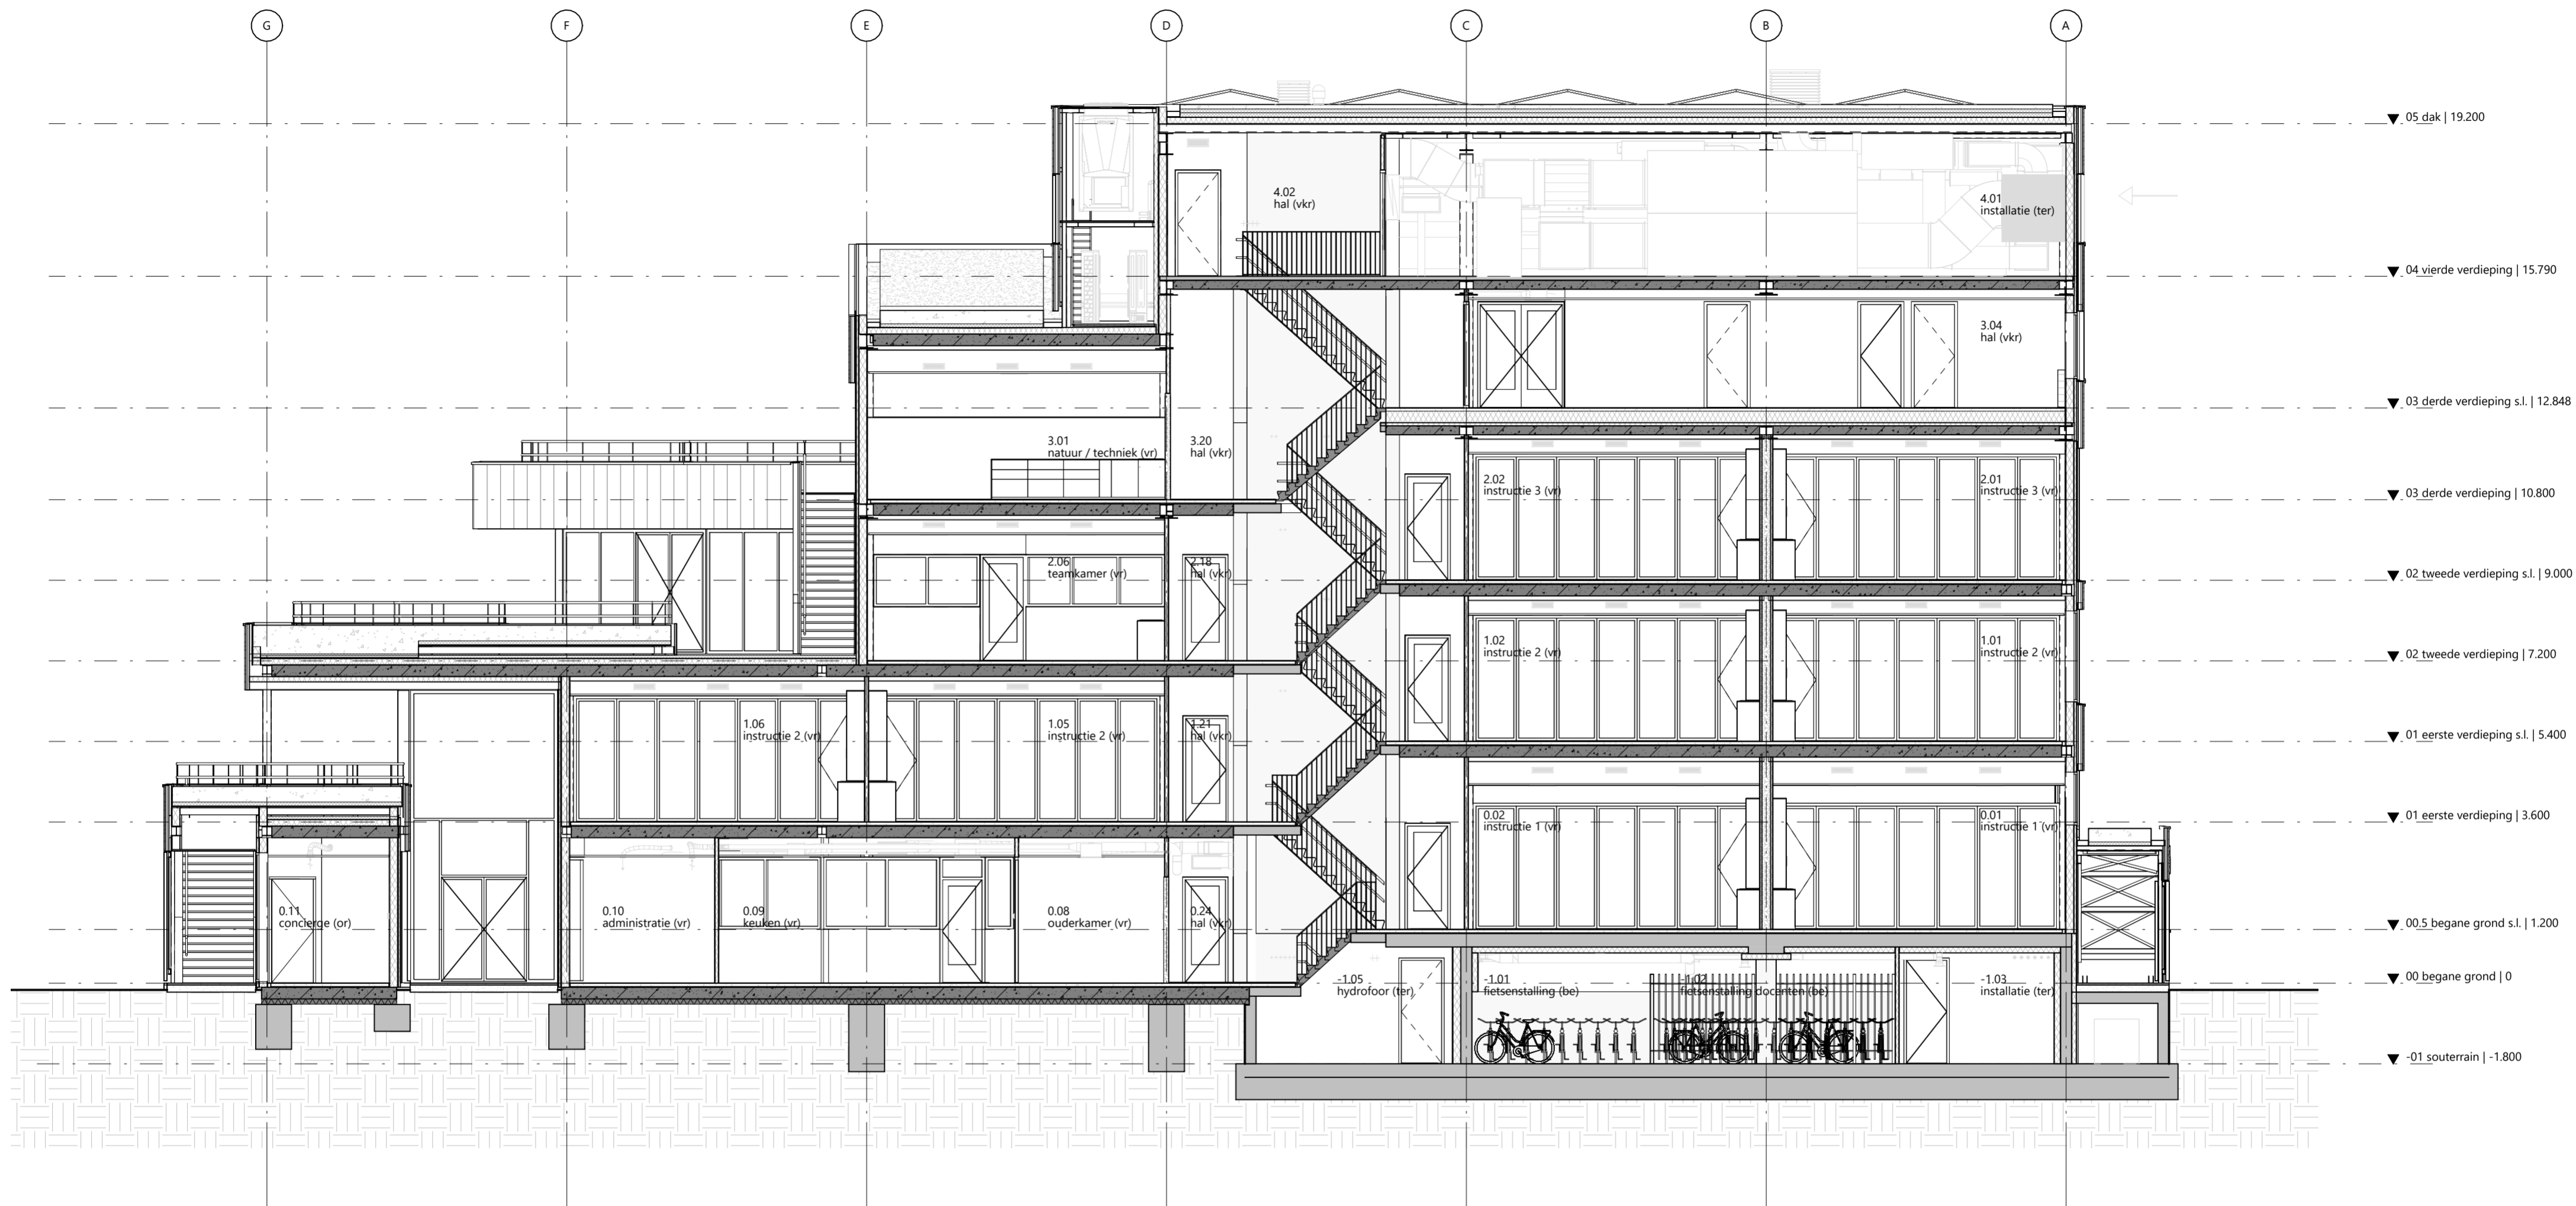 G F E D C B A
05 dak | 19.200
4.02
hal (vkr)
4.01
installatie (ter)
04 vierde verdieping | 15.790
3.04
hal (vkr)
03 derde verdieping s.l. | 12.848
3.01
natuur / techniek (vr)
3.20
hal (vkr)
2.02
instructie 3 (vr)
2.01
instructie 3 (vr)
03 derde verdieping | 10.800
2.06
teamkamer (vr)
2.18
hal (vkr)
02 tweede verdieping s.l. | 9.000
1.02
instructie 2 (vr)
1.01
instructie 2 (vr)
02 tweede verdieping | 7.200
1.06
instructie 2 (vr)
1.05
instructie 2 (vr)
1.21
hal (vkr)
01 eerste verdieping s.l. | 5.400
0.02
instructie 1 (vr)
0.01
instructie 1 (vr)
01 eerste verdieping | 3.600
0.11
concierge (or)
0.10
administratie (vr)
0.09
keuken (vr)
0.08
ouderkamer (vr)
0.24
hal (vkr)
00.5 begane grond s.l. | 1.200
-1.05
hydrofoor (ter)
-1.01
fietsenstalling (be)
-1.02
fietsenstalling docenten (be)
-1.03
installatie (ter)
00 begane grond | 0
-01 souterrain | -1.800